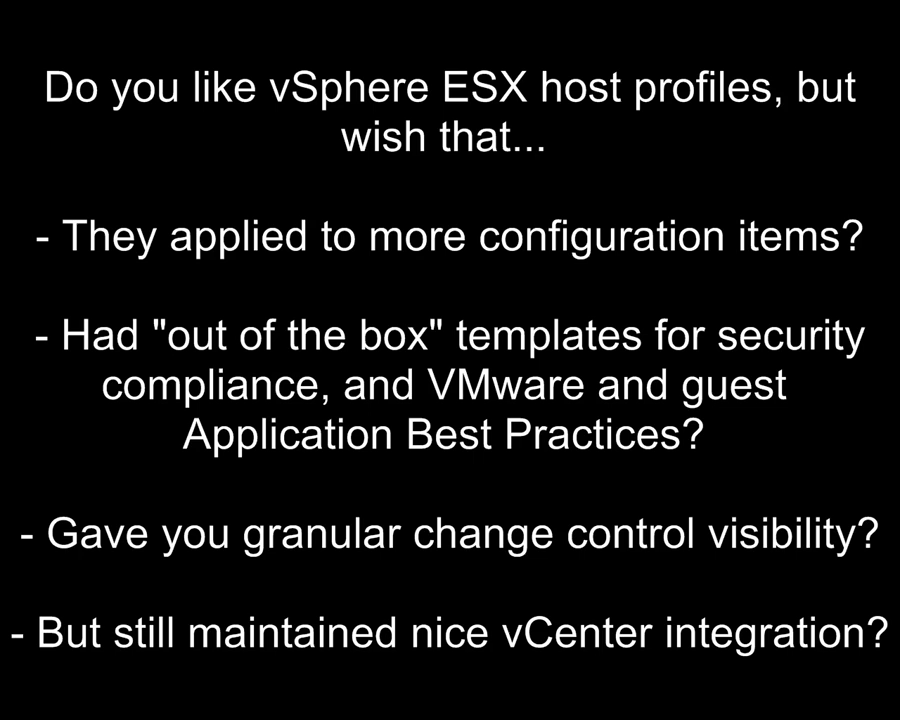 Do you like vSphere ESX host profiles, but
wish that...
- They applied to more configuration items?
- Had "out of the box" templates for security
compliance, and VMware and guest
Application Best Practices?
- Gave you granular change control visibility?
- But still maintained nice vCenter integration?